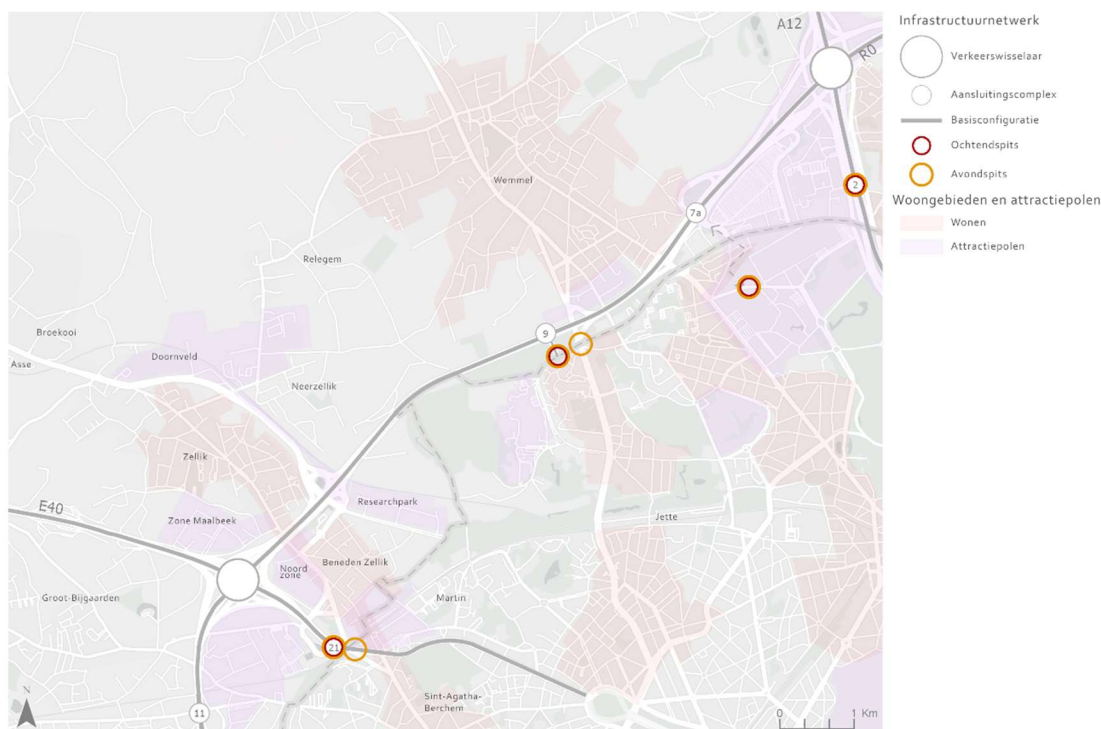 A12
R0
2
7a
Wemmel
Relegem
9
Broekooi
Asse
Doornveld
Neerzellik
Zellik
E40
Researchpark
Zone Maalbeek
Jette
Noord
zone
Beneden Zellik
Groot-Bijgaarden
Martin
21
Sint-Agatha-
Berchem
11
N
0 1 Km
Infrastructuurnetwerk
Verkeerswisselaar
Aansluitingscomplex
Basisconfiguratie
Ochtendspits
Avondspits
Woongebieden en attractiepolen
Wonen
Attractiepolen